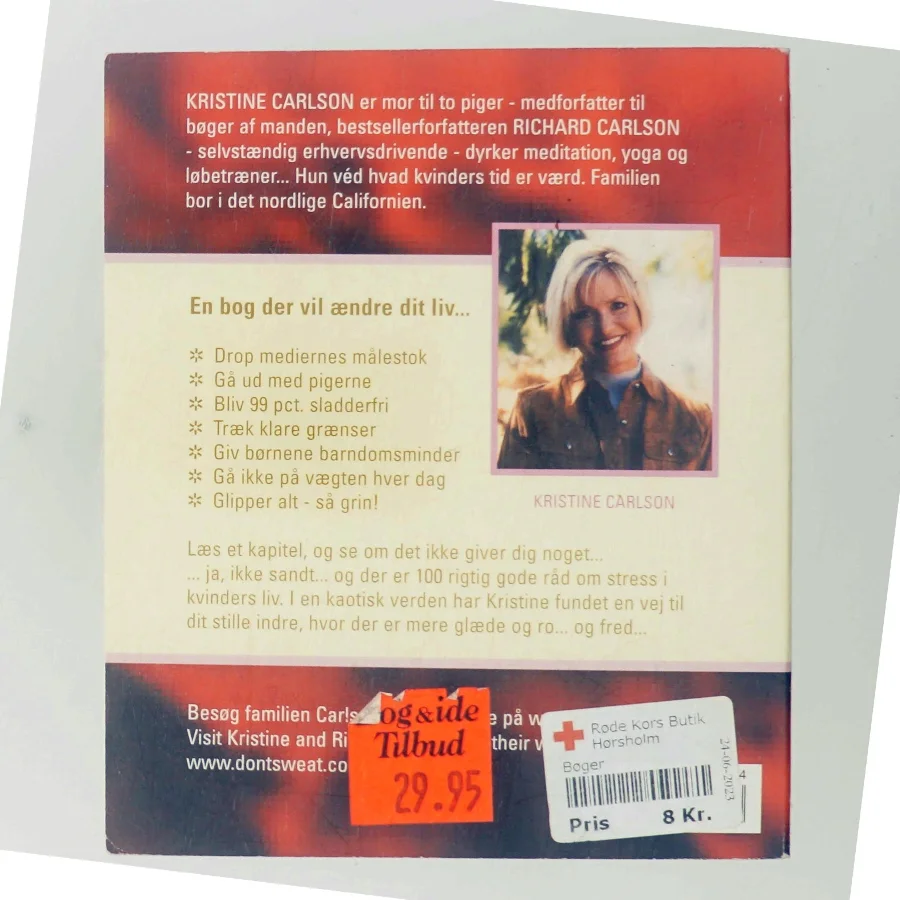 KRISTINE CARLSON er mor til to piger - medforfatter til
bøger af manden, bestsellerforfatteren RICHARD CARLSON
- selvstændig erhvervsdrivende - dyrker meditation, yoga og
løbetræner... Hun véd hvad kvinders tid er værd. Familien
bor i det nordlige Californien.
En bog der vil ændre dit liv...
✲ Drop mediernes målestok
✲ Gå ud med pigerne
✲ Bliv 99 pct. sladderfri
✲ Træk klare grænser
✲ Giv børnene barndomsminder
✲ Gå ikke på vægten hver dag
✲ Glipper alt - så grin!
KRISTINE CARLSON
Læs et kapitel, og se om det ikke giver dig noget...
... ja, ikke sandt... og der er 100 rigtig gode råd om stress i
kvinders liv. I en kaotisk verden har Kristine fundet en vej til
dit stille indre, hvor der er mere glæde og ro... og fred...
Besøg familien Carls på
Visit Kristine and their
www.dontsweat.co
og & ide
Tilbud
29.95
Røde Kors Butik
Hørsholm
Bøger
Pris 8 Kr.
4